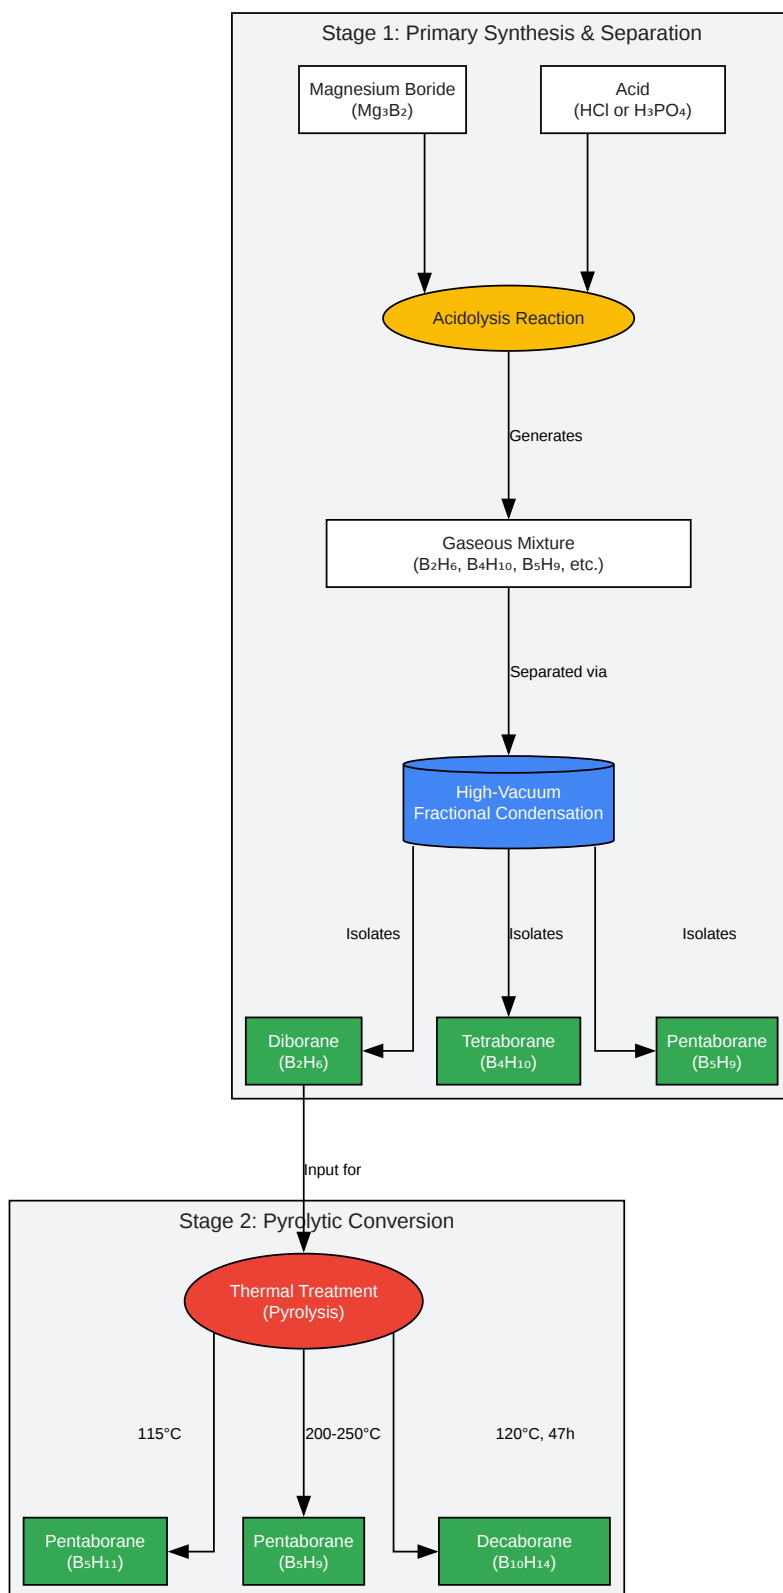 Stage 1: Primary Synthesis & Separation
Magnesium Boride
(Mg₃B₂)
Acid
(HCl or H₃PO₄)
Acidolysis Reaction
Generates
Gaseous Mixture
(B₂H₆, B₄H₁₀, B₅H₉, etc.)
Separated via
High-Vacuum
Fractional Condensation
Isolates
Isolates
Isolates
Diborane
(B₂H₆)
Tetraborane
(B₄H₁₀)
Pentaborane
(B₅H₉)
Input for
Stage 2: Pyrolytic Conversion
Thermal Treatment
(Pyrolysis)
115°C
200-250°C
120°C, 47h
Pentaborane
(B₅H₁₁)
Pentaborane
(B₅H₉)
Decaborane
(B₁₀H₁₄)